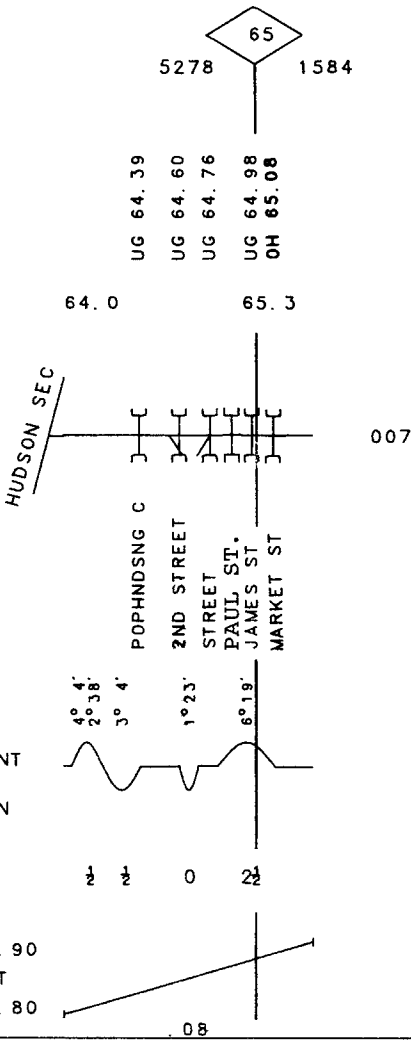 65
5278 1584
UG 64.39
UG 64.60
UG 64.76
UG 64.98
OH 65.08
64.0 65.3
HUDSON SEC
007
POPHNDSNG C
2ND STREET
STREET
PAUL ST.
JAMES ST
MARKET ST
4° 4'
2° 38'
3° 4'
1° 23'
6° 19'
NT
N
½ ½ 0 2½
90
T
80
.08